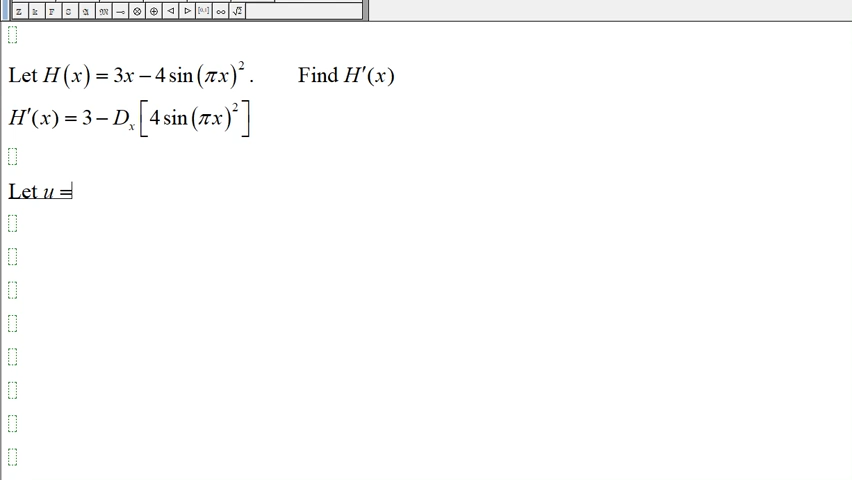 Let H(x) = 3x − 4 sin(πx)². Find H′(x)
H′(x) = 3 − Dₓ[4 sin(πx)²]
Let u =